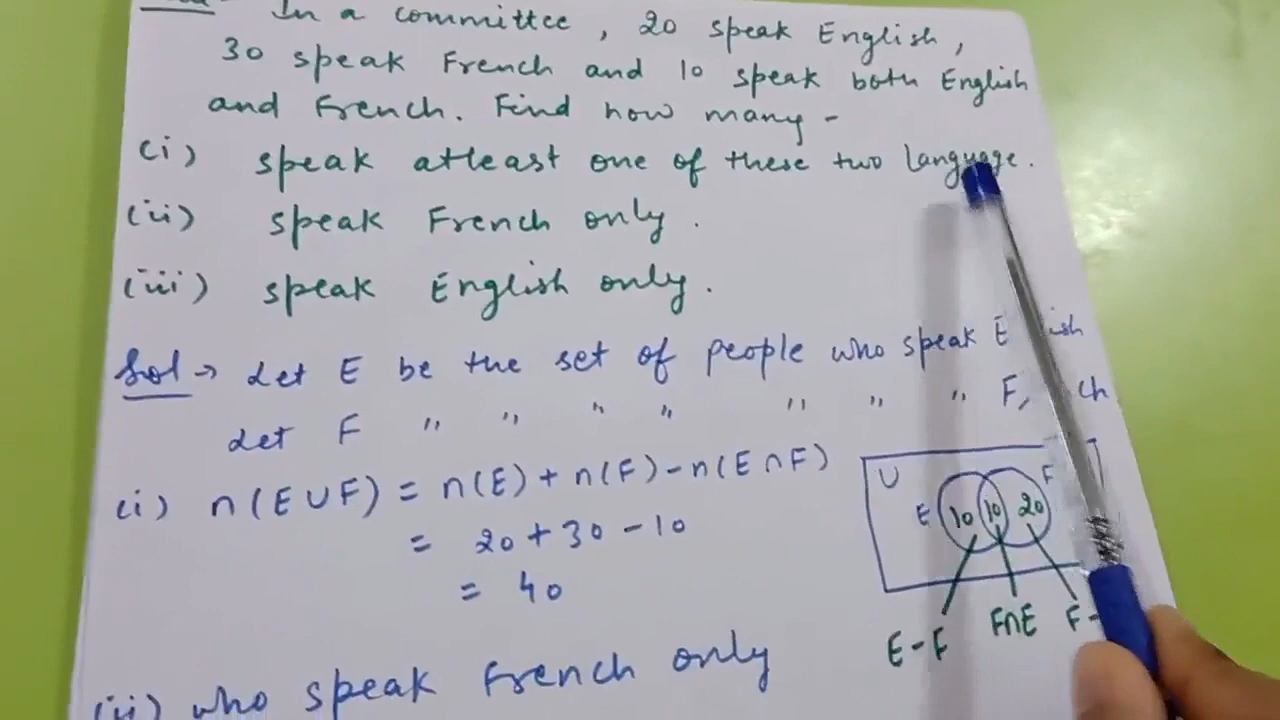 In a committee, 20 speak English,
30 speak French and 10 speak both English
and French. Find how many -
(i) speak atleast one of these two language.
(ii) speak French only.
(iii) speak English only.
Sol → Let E be the set of people who speak E ish
Let F " " " " " " " F ch
(i) n(E∪F) = n(E)+n(F)-n(E∩F)
= 20+30-10
= 40
U
E
F
10
10
20
E-F
F∩E
F-
(ii) who speak French only